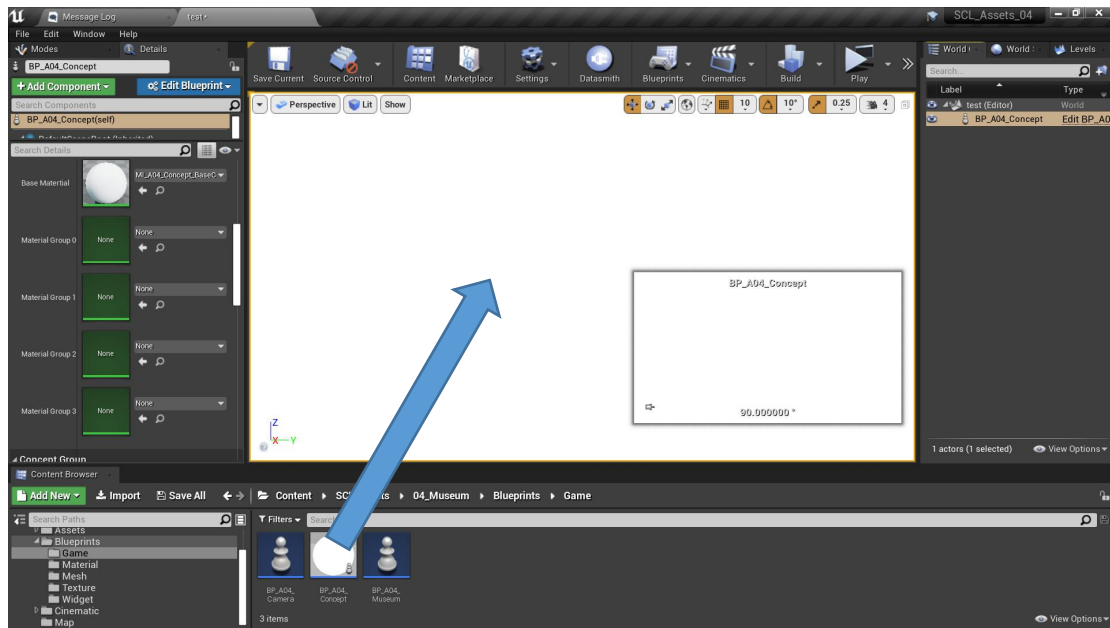 Message Log
test•
SCL_Assets_04
File Edit Window Help
Modes
Details
BP_A04_Concept
+ Add Component
Edit Blueprint
Search Components
BP_A04_Concept(self)
Search Details
Base Matertial
MI_A04_Concept_BaseC
Material Group 0
None
None
Material Group 1
None
None
Material Group 2
None
None
Material Group 3
None
None
Concept Group
Save Current
Source Control
Content
Marketplace
Settings
Datasmith
Blueprints
Cinematics
Build
Play
Perspective
Lit
Show
10
10°
0.25
4
BP_A04_Concept
90.000000 °
Z
X
Y
World
World
Levels
Search...
Label
Type
test (Editor)
World
BP_A04_Concept
Edit BP_A0
1 actors (1 selected)
View Options
Content Browser
Add New
Import
Save All
Content
04_Museum
Blueprints
Game
Search Paths
Filters
Assets
Blueprints
Game
Material
Mesh
Texture
Widget
Cinematic
Map
BP_A04_
Camera
BP_A04_
Concept
BP_A04_
Museum
3 items
View Options